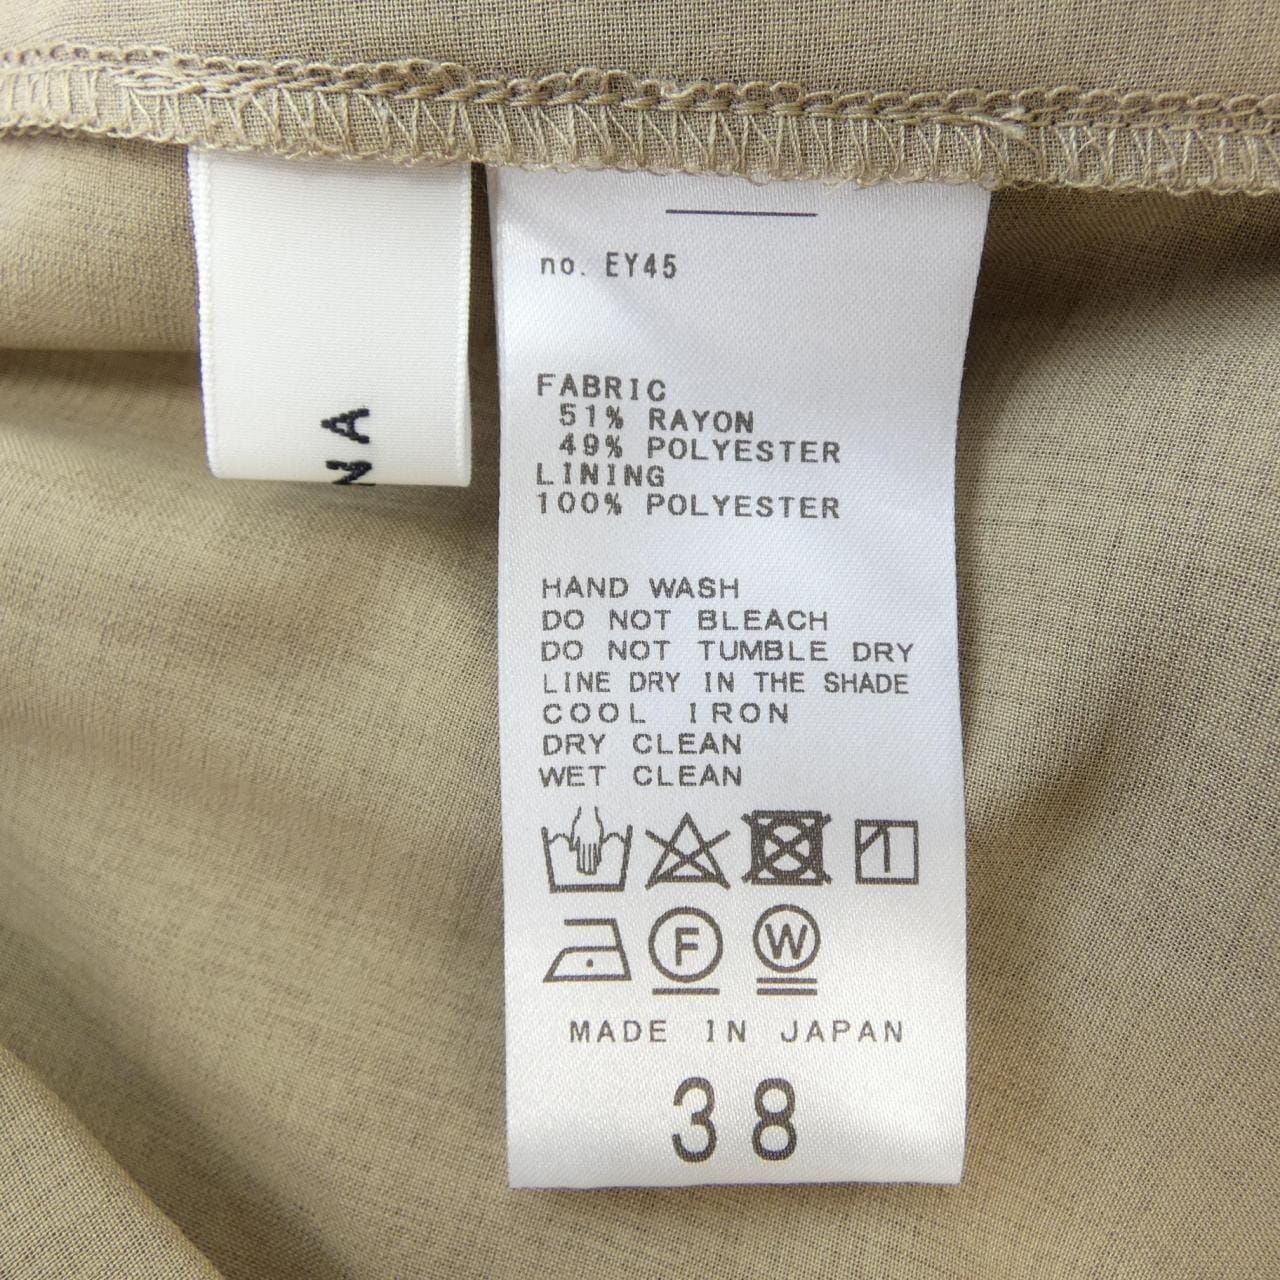 NA
no. EY45
FABRIC
51% RAYON
49% POLYESTER
LINING
100% POLYESTER
HAND WASH
DO NOT BLEACH
DO NOT TUMBLE DRY
LINE DRY IN THE SHADE
COOL IRON
DRY CLEAN
WET CLEAN
F W
MADE IN JAPAN
38